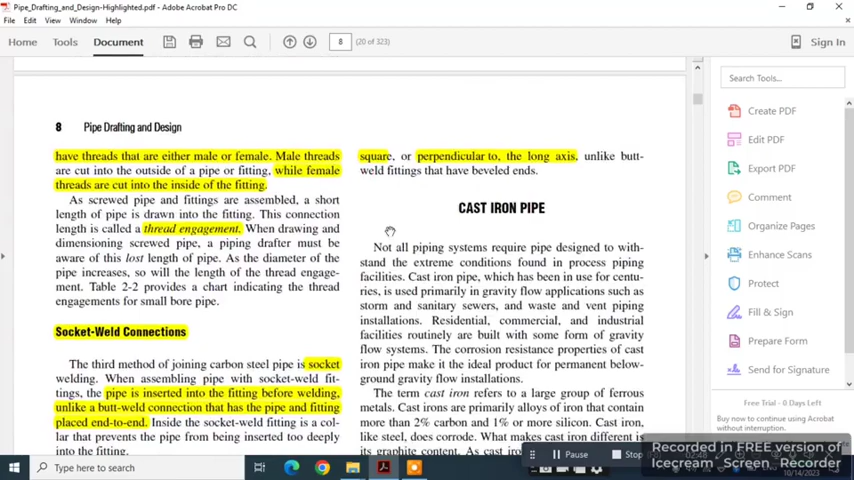 Pipe_Drafting_and_Design-Highlighted.pdf - Adobe Acrobat Pro DC
File Edit View Window Help
Home Tools Document Sign In
8 (20 of 323)
8 Pipe Drafting and Design
have threads that are either male or female. Male threads
are cut into the outside of a pipe or fitting, while female
threads are cut into the inside of the fitting.
As screwed pipe and fittings are assembled, a short
length of pipe is drawn into the fitting. This connection
length is called a thread engagement. When drawing and
dimensioning screwed pipe, a piping drafter must be
aware of this lost length of pipe. As the diameter of the
pipe increases, so will the length of the thread engage-
ment. Table 2-2 provides a chart indicating the thread
engagements for small bore pipe.
Socket-Weld Connections
The third method of joining carbon steel pipe is socket
welding. When assembling pipe with socket-weld fit-
tings, the pipe is inserted into the fitting before welding,
unlike a butt-weld connection that has the pipe and fitting
placed end-to-end. Inside the socket-weld fitting is a col-
lar that prevents the pipe from being inserted too deeply
into the fitting.
square, or perpendicular to, the long axis, unlike butt-
weld fittings that have beveled ends.
CAST IRON PIPE
Not all piping systems require pipe designed to with-
stand the extreme conditions found in process piping
facilities. Cast iron pipe, which has been in use for centu-
ries, is used primarily in gravity flow applications such as
storm and sanitary sewers, and waste and vent piping
installations. Residential, commercial, and industrial
facilities routinely are built with some form of gravity
flow systems. The corrosion resistance properties of cast
iron pipe make it the ideal product for permanent below-
ground gravity flow installations.
The term cast iron refers to a large group of ferrous
metals. Cast irons are primarily alloys of iron that contain
more than 2% carbon and 1% or more silicon. Cast iron,
like steel, does corrode. What makes cast iron different is
its graphite content. As cast iron
Search Tools...
Create PDF
Edit PDF
Export PDF
Comment
Organize Pages
Enhance Scans
Protect
Fill & Sign
Prepare Form
Send for Signature
Free Trial - 0 Days Left
Buy now to continue using Acrobat
without interruption.
Recorded in FREE version of
Icecream Screen Recorder
Type here to search
Pause Stop 02:48
10/14/2023